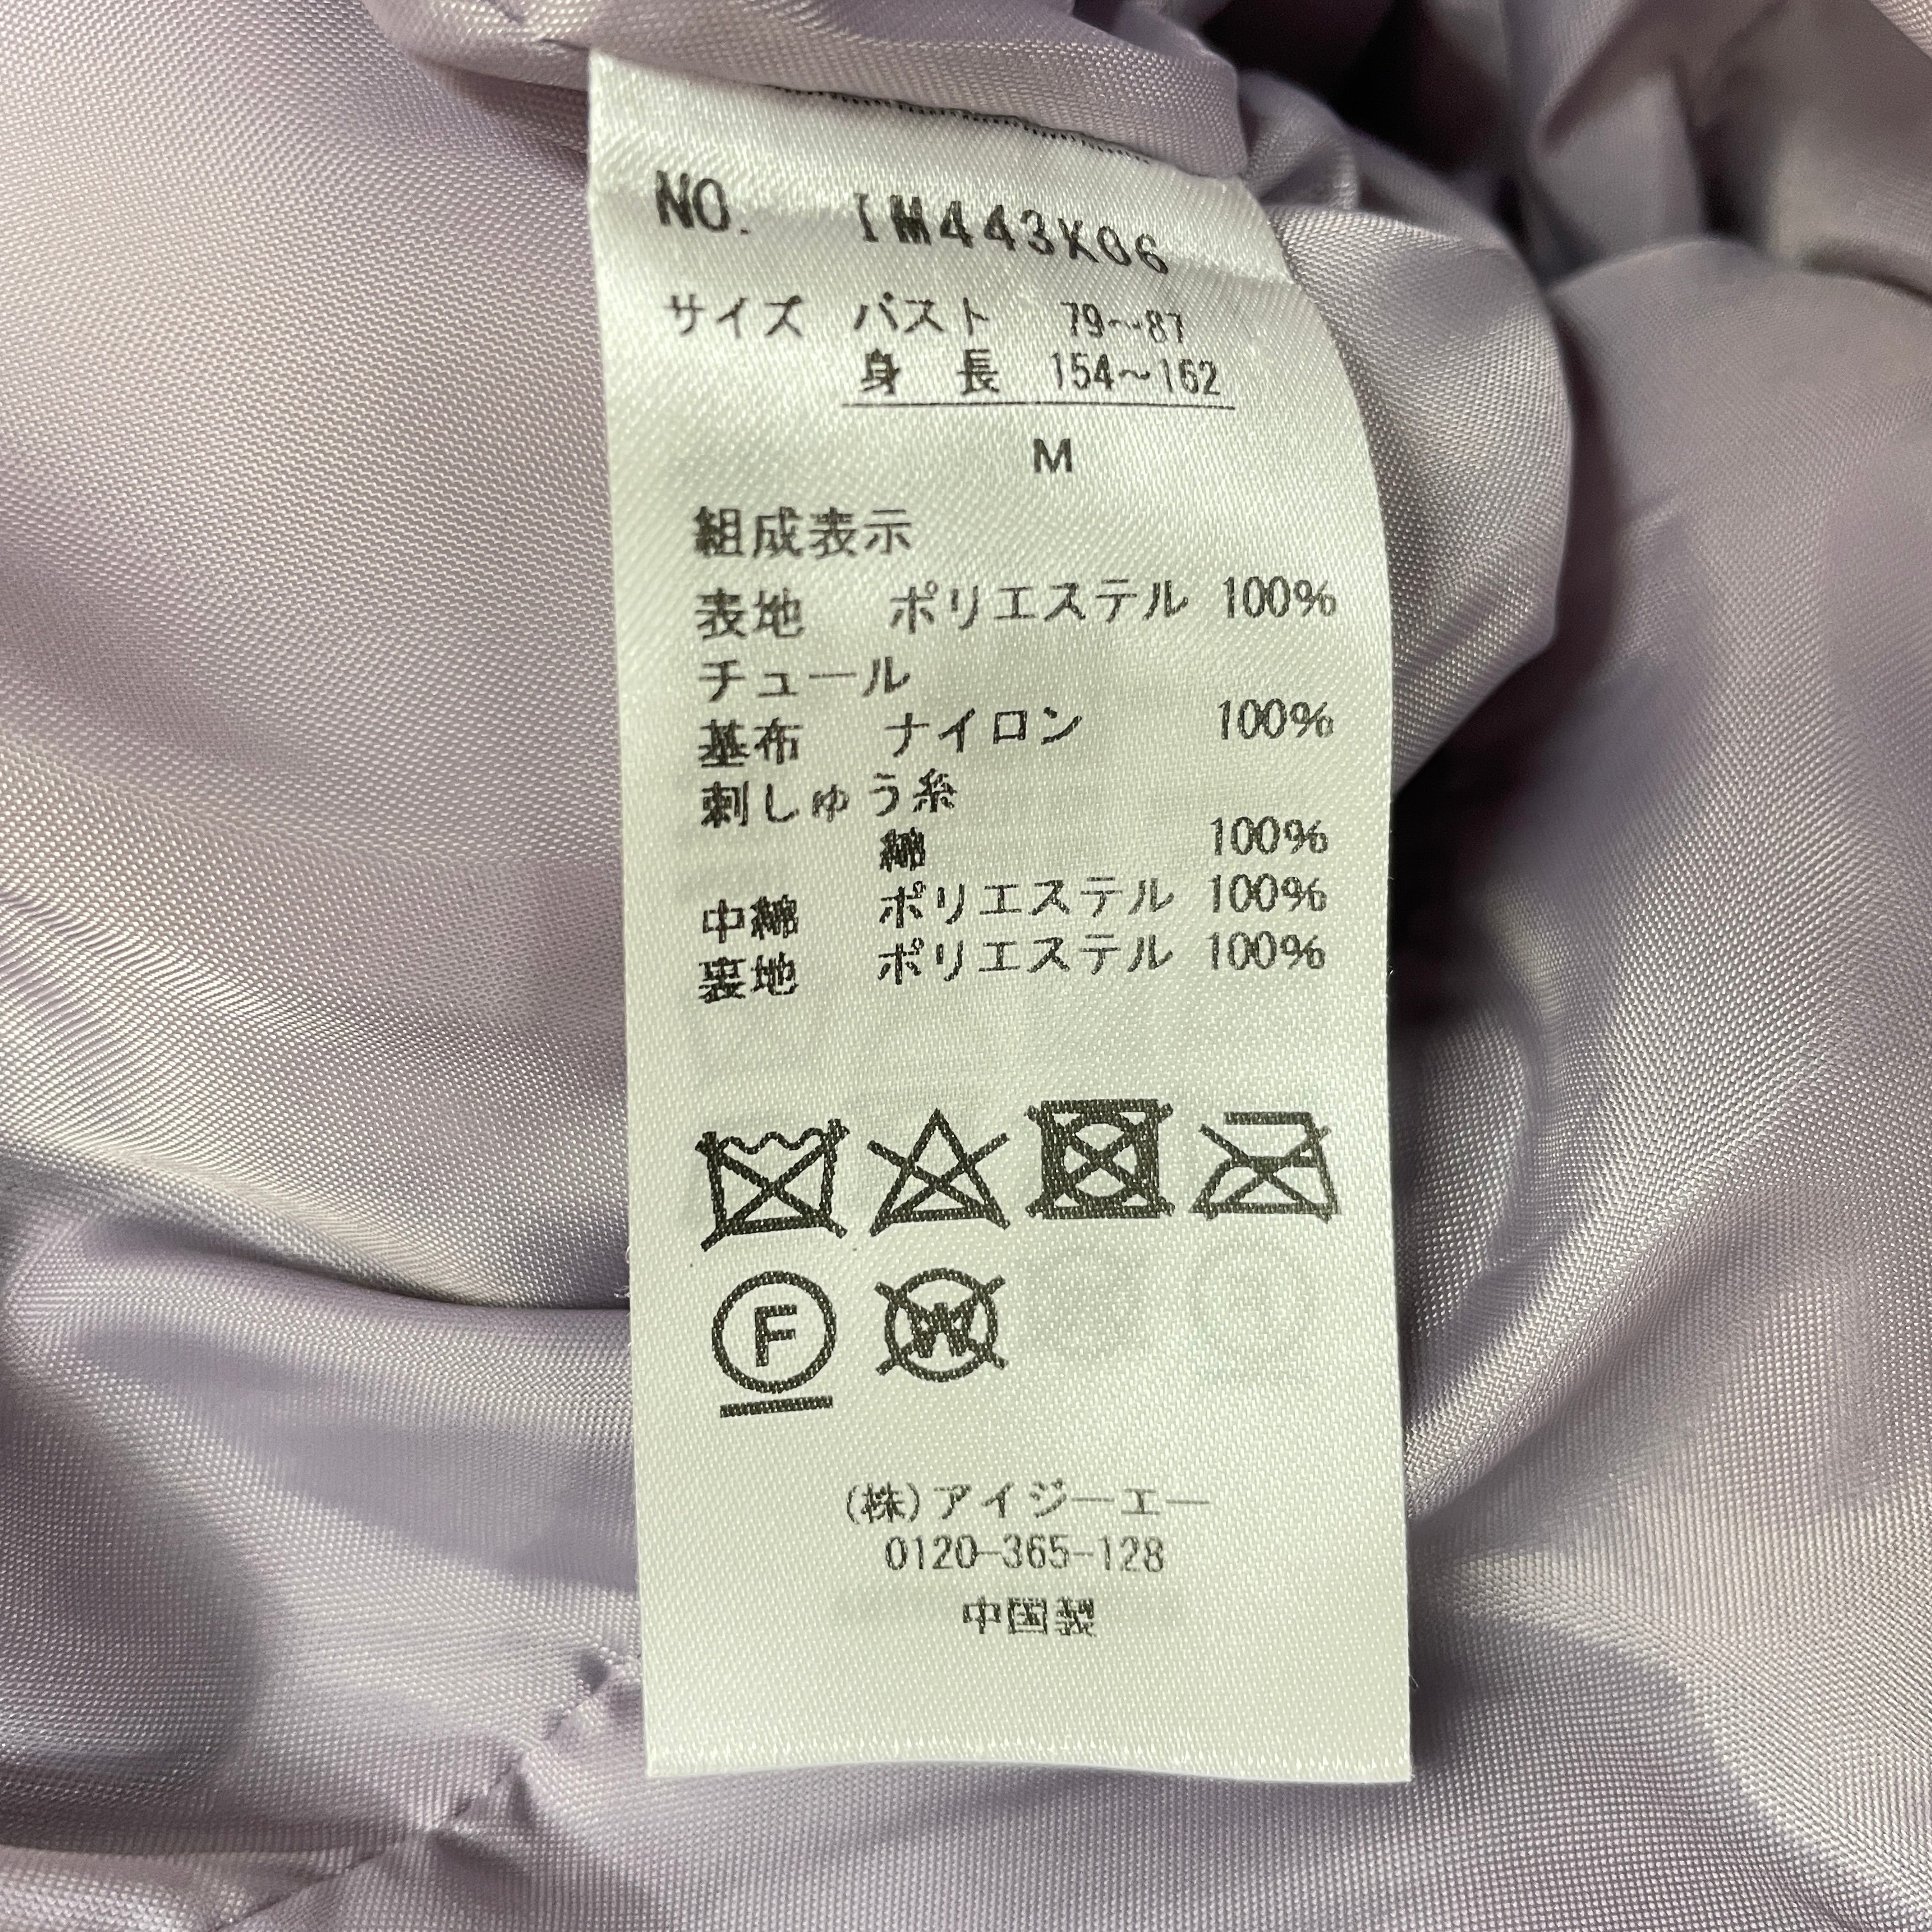 NO. IM443K06
サイズ バスト 79〜87
身 長 154〜162
M
組成表示
表地 ポリエステル 100%
チュール
基布 ナイロン 100%
刺しゅう糸
綿 100%
中綿 ポリエステル 100%
裏地 ポリエステル 100%
F W
(株)アイジーエー
0120-365-128
中国製